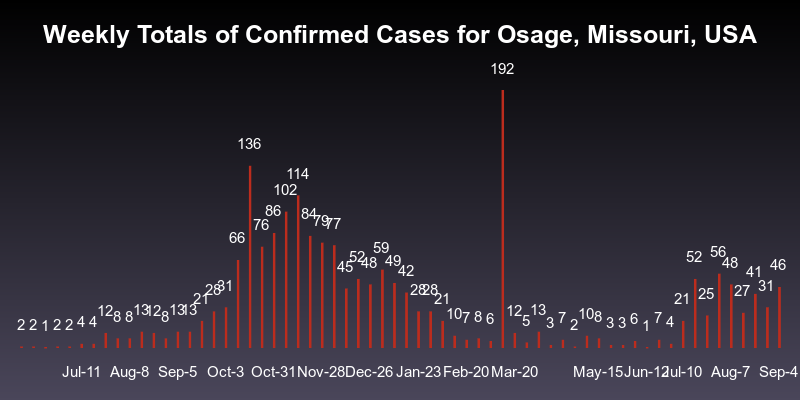 Weekly Totals of Confirmed Cases for Osage, Missouri, USA
2 2 1 2 2 4 4 12 8 8 13 12 8 13 13 21 28 31 66 136 76 86 102 114 84 79 77 45 52 48 59 49 42 28 28 21 10 7 8 6 192 12 5 13 3 7 2 10 8 3 3 6 1 7 4 21 52 25 56 48 27 41 31 46
Jul-11 Aug-8 Sep-5 Oct-3 Oct-31 Nov-28 Dec-26 Jan-23 Feb-20 Mar-20 May-15 Jun-12 Jul-10 Aug-7 Sep-4